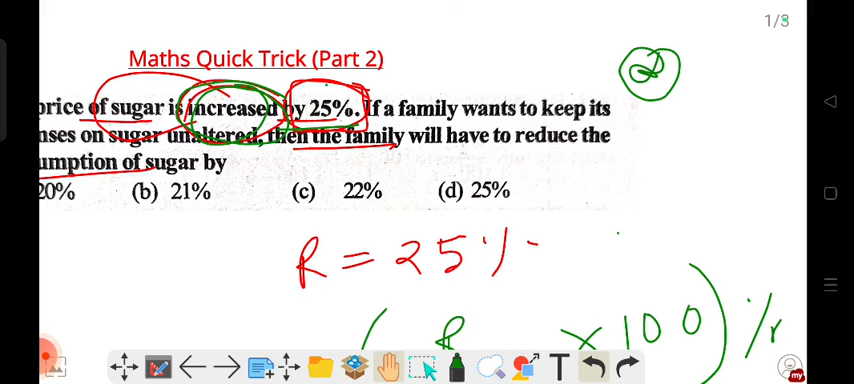 1/3
Maths Quick Trick (Part 2)
2
price of sugar is increased by 25%. If a family wants to keep its
nses on sugar unaltered, then the family will have to reduce the
umption of sugar by
20% (b) 21% (c) 22% (d) 25%
R = 25%
( R × 100 ) %
T
my